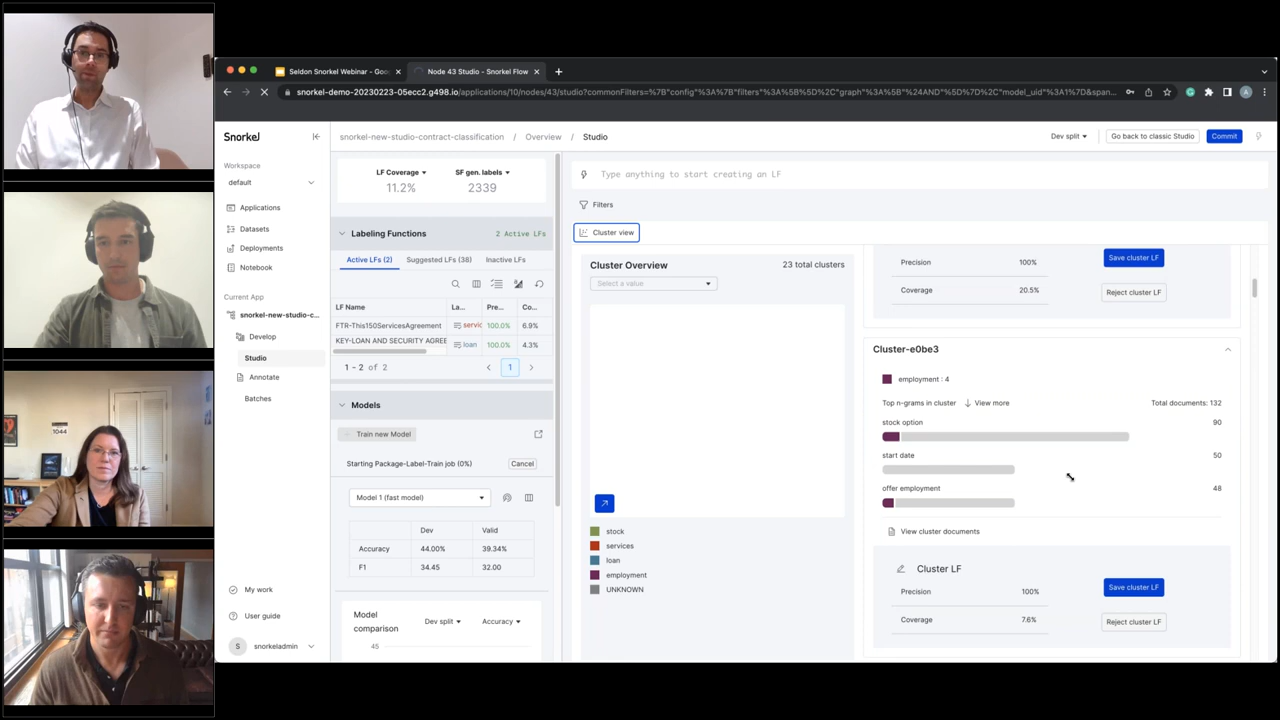 Seldon Snorkel Webinar - Goo
Node 43 Studio - Snorkel Flow
snorkel-demo-20230223-05ecc2.g498.io/applications/10/nodes/43/studio?commonFilters=%7B"config"%3A%7B"filters"%3A%5B%5D%2C"graph"%3A%5B"%24AND"%5D%7D%2C"model_uid"%3A1%7D&span...
Snorkel
snorkel-new-studio-contract-classification / Overview / Studio
Dev split
Go back to classic Studio
Commit
Workspace
default
Applications
Datasets
Deployments
Notebook
Current App
snorkel-new-studio-c...
Develop
Studio
Annotate
Batches
My work
User guide
S snorkeladmin
LF Coverage SF gen. labels
11.2% 2339
Labeling Functions 2 Active LFs
Active LFs (2) Suggested LFs (38) Inactive LFs
LF Name La... Pre... Co...
FTR-This150ServicesAgreement servic 100.0% 6.9%
KEY-LOAN AND SECURITY AGREE loan 100.0% 4.3%
1 - 2 of 2 1
Models
Train new Model
Starting Package-Label-Train job (0%) Cancel
Model 1 (fast model)
Dev Valid
Accuracy 44.00% 39.34%
F1 34.45 32.00
Model comparison
Dev split Accuracy
45
Type anything to start creating an LF
Filters
Cluster view
Cluster Overview 23 total clusters
Select a value
stock
services
loan
employment
UNKNOWN
Precision 100%
Coverage 20.5%
Save cluster LF
Reject cluster LF
Cluster-e0be3
employment : 4
Top n-grams in cluster View more Total documents: 132
stock option 90
start date 50
offer employment 48
View cluster documents
Cluster LF
Precision 100%
Coverage 7.6%
Save cluster LF
Reject cluster LF
1044